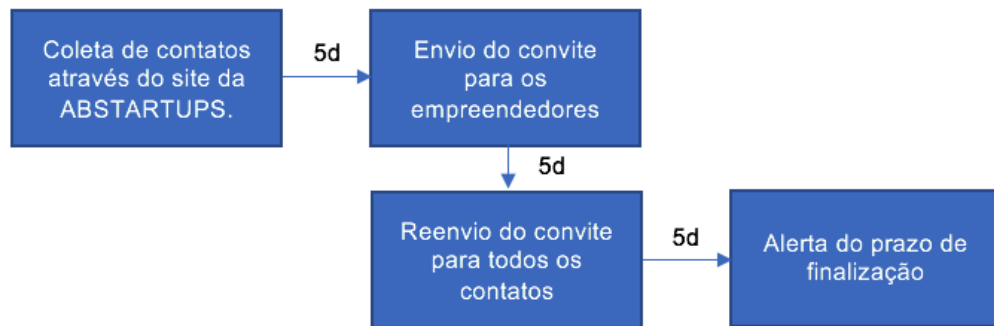 Coleta de contatos
através do site da
ABSTARTUPS.
5d
Envio do convite
para os
empreendedores
5d
Reenvio do convite
para todos os
contatos
5d
Alerta do prazo de
finalização